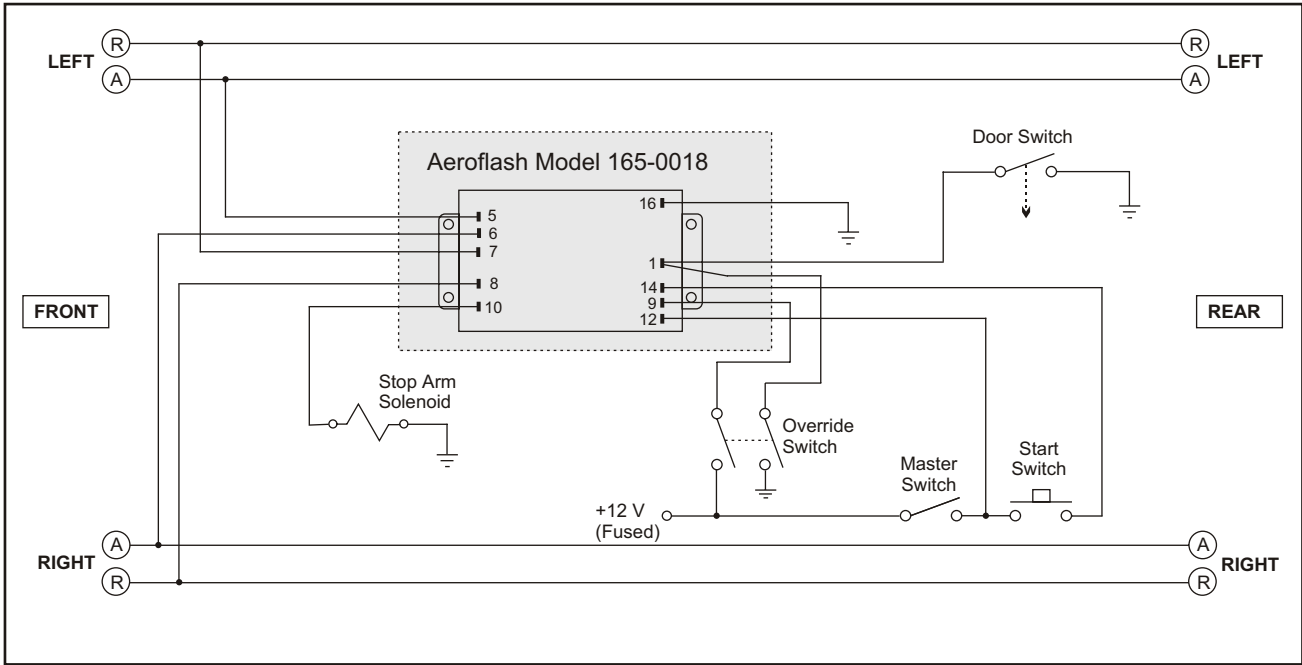 R
LEFT
A
R
LEFT
A
Door Switch
Aeroflash Model 165-0018
5
6
7
8
10
16
1
14
9
12
FRONT
REAR
Stop Arm
Solenoid
Override
Switch
Master
Switch
Start
Switch
+12 V
(Fused)
A
RIGHT
R
A
RIGHT
R